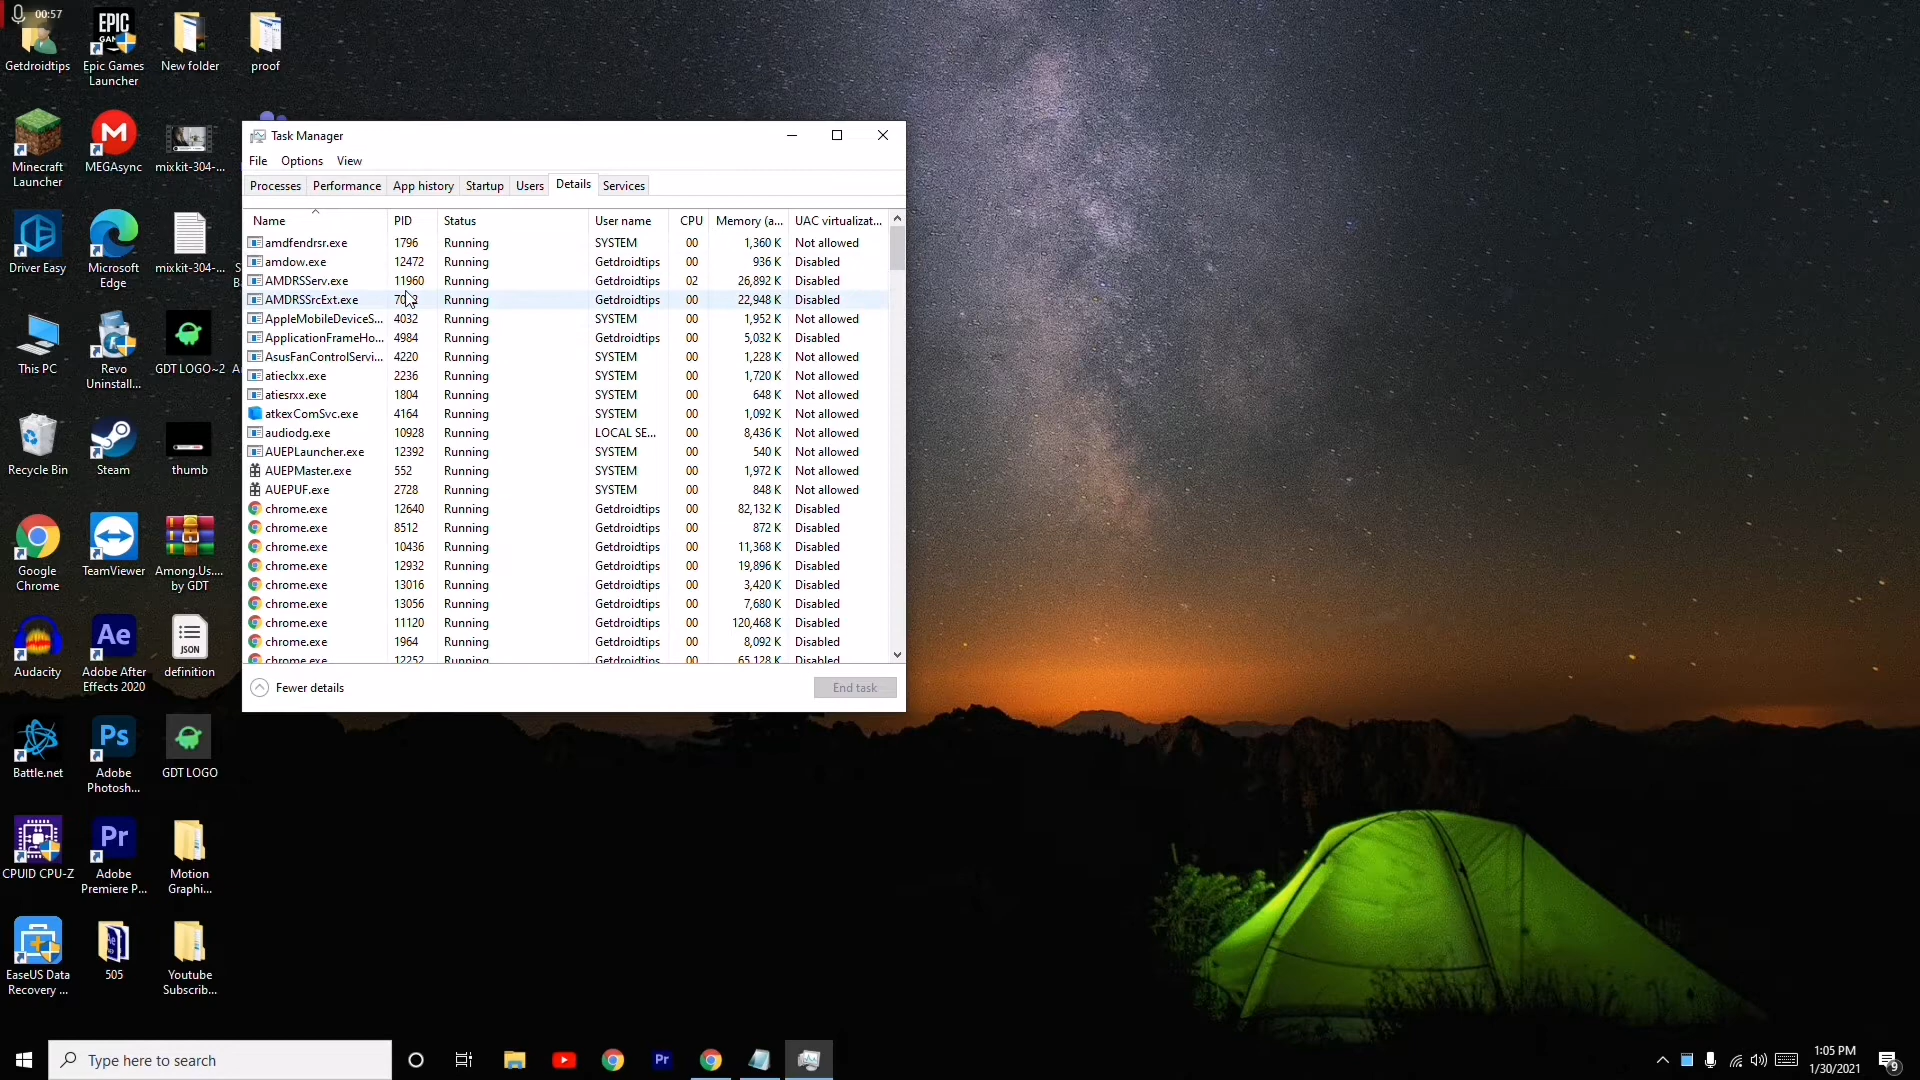 00:57
Getdroidtips
EPIC
GAMES
Epic Games
Launcher
New folder
proof
Minecraft
Launcher
MEGAsync
mixkit-304-...
Driver Easy
Microsoft
Edge
mixkit-304-...
This PC
Revo
Uninstall...
GDT LOGO~2
Recycle Bin
Steam
thumb
Google
Chrome
TeamViewer
Among.Us....
by GDT
Audacity
Ae
Adobe After
Effects 2020
JSON
definition
Battle.net
Ps
Adobe
Photosh...
GDT LOGO
CPUID CPU-Z
Pr
Adobe
Premiere P...
Motion
Graphi...
EaseUS Data
Recovery ...
505
Youtube
Subscrib...
Task Manager
File Options View
Processes Performance App history Startup Users Details Services
Name PID Status User name CPU Memory (a... UAC virtualizat...
amdfendrsr.exe 1796 Running SYSTEM 00 1,360 K Not allowed
amdow.exe 12472 Running Getdroidtips 00 936 K Disabled
AMDRSServ.exe 11960 Running Getdroidtips 02 26,892 K Disabled
AMDRSSrcExt.exe Running Getdroidtips 00 22,948 K Disabled
AppleMobileDeviceS... 4032 Running SYSTEM 00 1,952 K Not allowed
ApplicationFrameHo... 4984 Running Getdroidtips 00 5,032 K Disabled
AsusFanControlServi... 4220 Running SYSTEM 00 1,228 K Not allowed
atieclxx.exe 2236 Running SYSTEM 00 1,720 K Not allowed
atiesrxx.exe 1804 Running SYSTEM 00 648 K Not allowed
atkexComSvc.exe 4164 Running SYSTEM 00 1,092 K Not allowed
audiodg.exe 10928 Running LOCAL SE... 00 8,436 K Not allowed
AUEPLauncher.exe 12392 Running SYSTEM 00 540 K Not allowed
AUEPMaster.exe 552 Running SYSTEM 00 1,972 K Not allowed
AUEPUF.exe 2728 Running SYSTEM 00 848 K Not allowed
chrome.exe 12640 Running Getdroidtips 00 82,132 K Disabled
chrome.exe 8512 Running Getdroidtips 00 872 K Disabled
chrome.exe 10436 Running Getdroidtips 00 11,368 K Disabled
chrome.exe 12932 Running Getdroidtips 00 19,896 K Disabled
chrome.exe 13016 Running Getdroidtips 00 3,420 K Disabled
chrome.exe 13056 Running Getdroidtips 00 7,680 K Disabled
chrome.exe 11120 Running Getdroidtips 00 120,468 K Disabled
chrome.exe 1964 Running Getdroidtips 00 8,092 K Disabled
chrome.exe 12252 Running Getdroidtips 00 65,128 K Disabled
Fewer details
End task
Type here to search
Pr
1:05 PM
1/30/2021
9